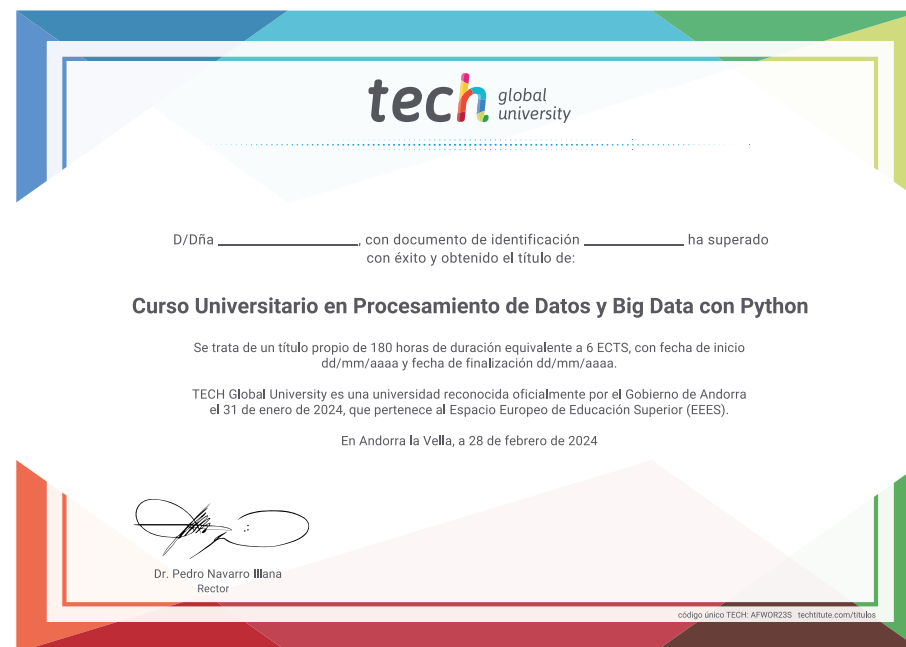 tech global university
D/Dña ____________________, con documento de identificación ______________ ha superado
con éxito y obtenido el título de:
Curso Universitario en Procesamiento de Datos y Big Data con Python
Se trata de un título propio de 180 horas de duración equivalente a 6 ECTS, con fecha de inicio
dd/mm/aaaa y fecha de finalización dd/mm/aaaa.
TECH Global University es una universidad reconocida oficialmente por el Gobierno de Andorra
el 31 de enero de 2024, que pertenece al Espacio Europeo de Educación Superior (EEES).
En Andorra la Vella, a 28 de febrero de 2024
Dr. Pedro Navarro Illana
Rector
código único TECH: AFWOR23S techtitute.com/titulos